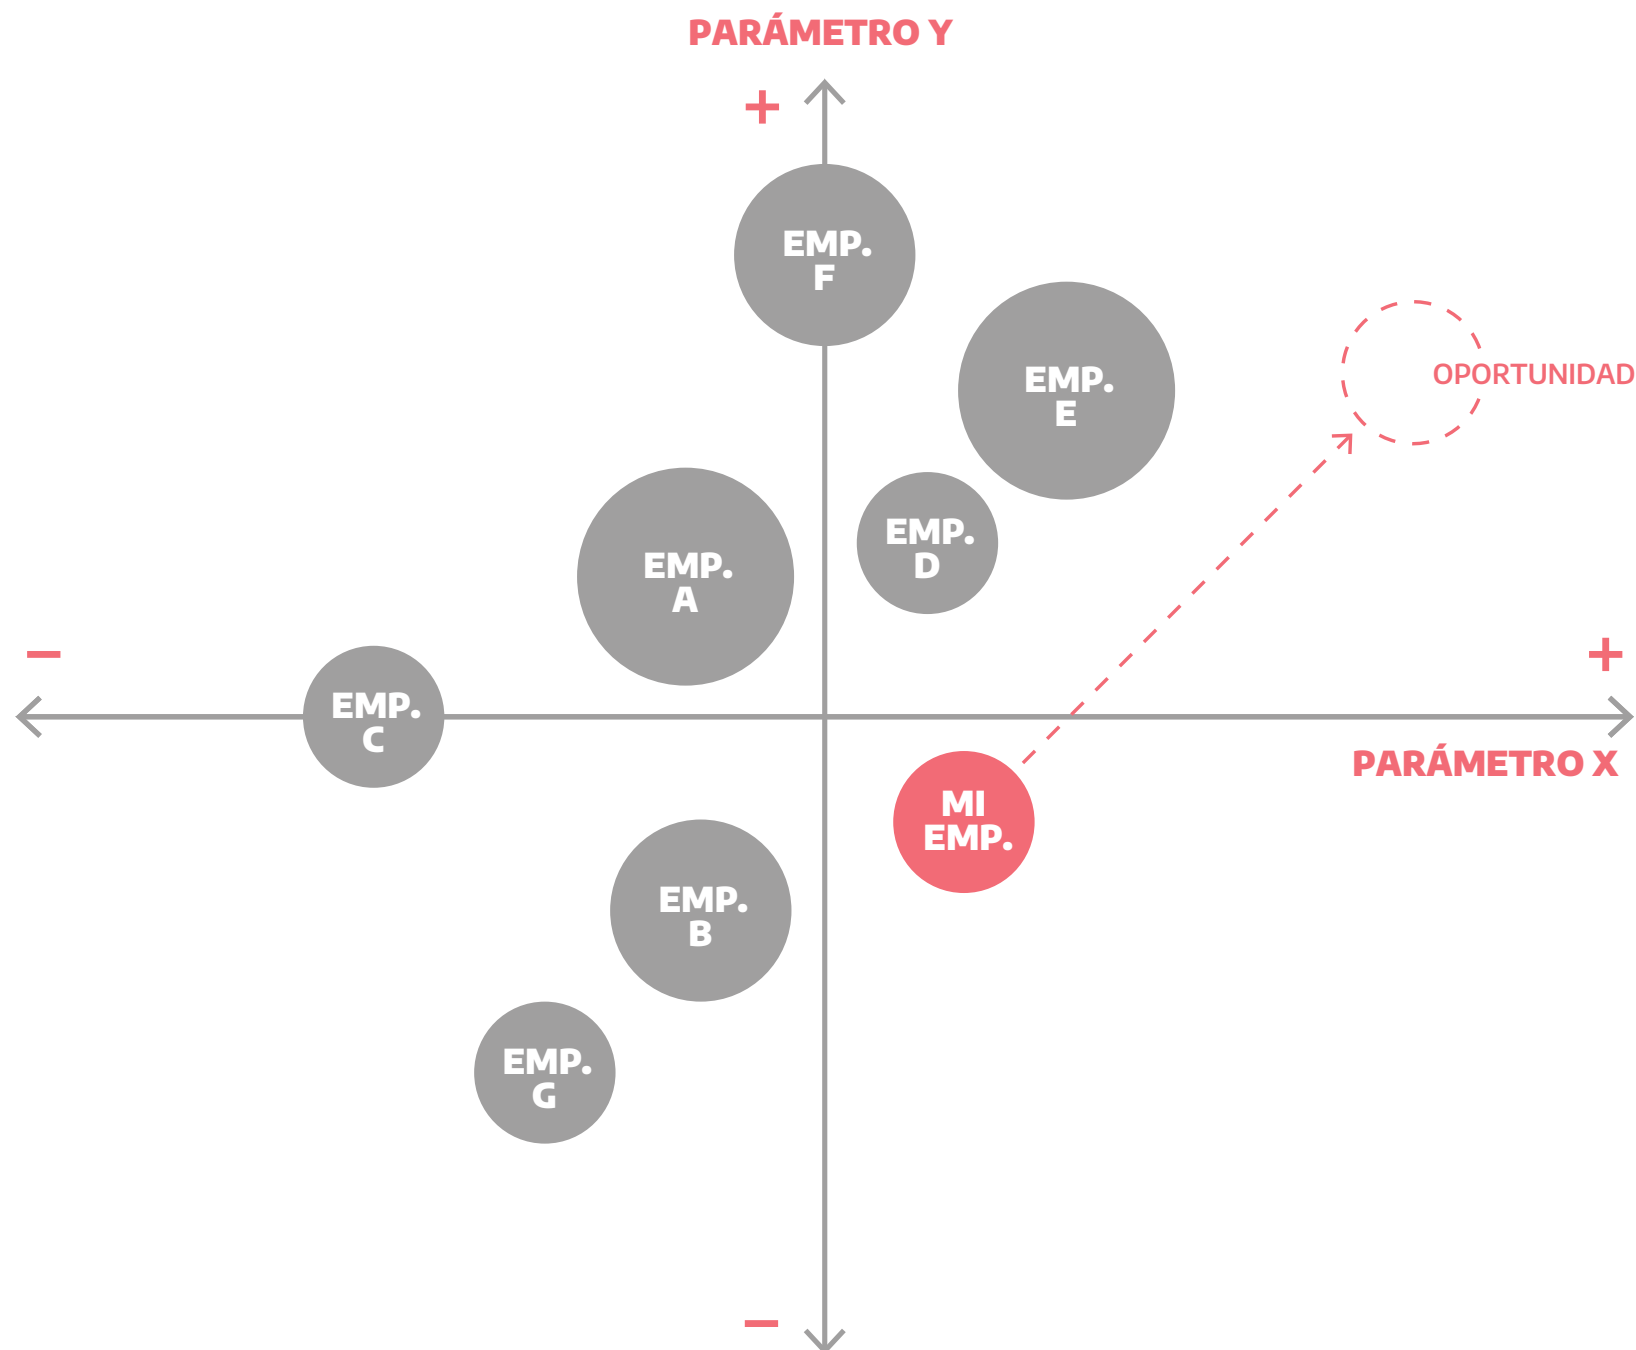 PARÁMETRO Y
+
EMP.
F
EMP.
E
OPORTUNIDAD
EMP.
D
EMP.
A
–
+
EMP.
C
PARÁMETRO X
MI
EMP.
EMP.
B
EMP.
G
–